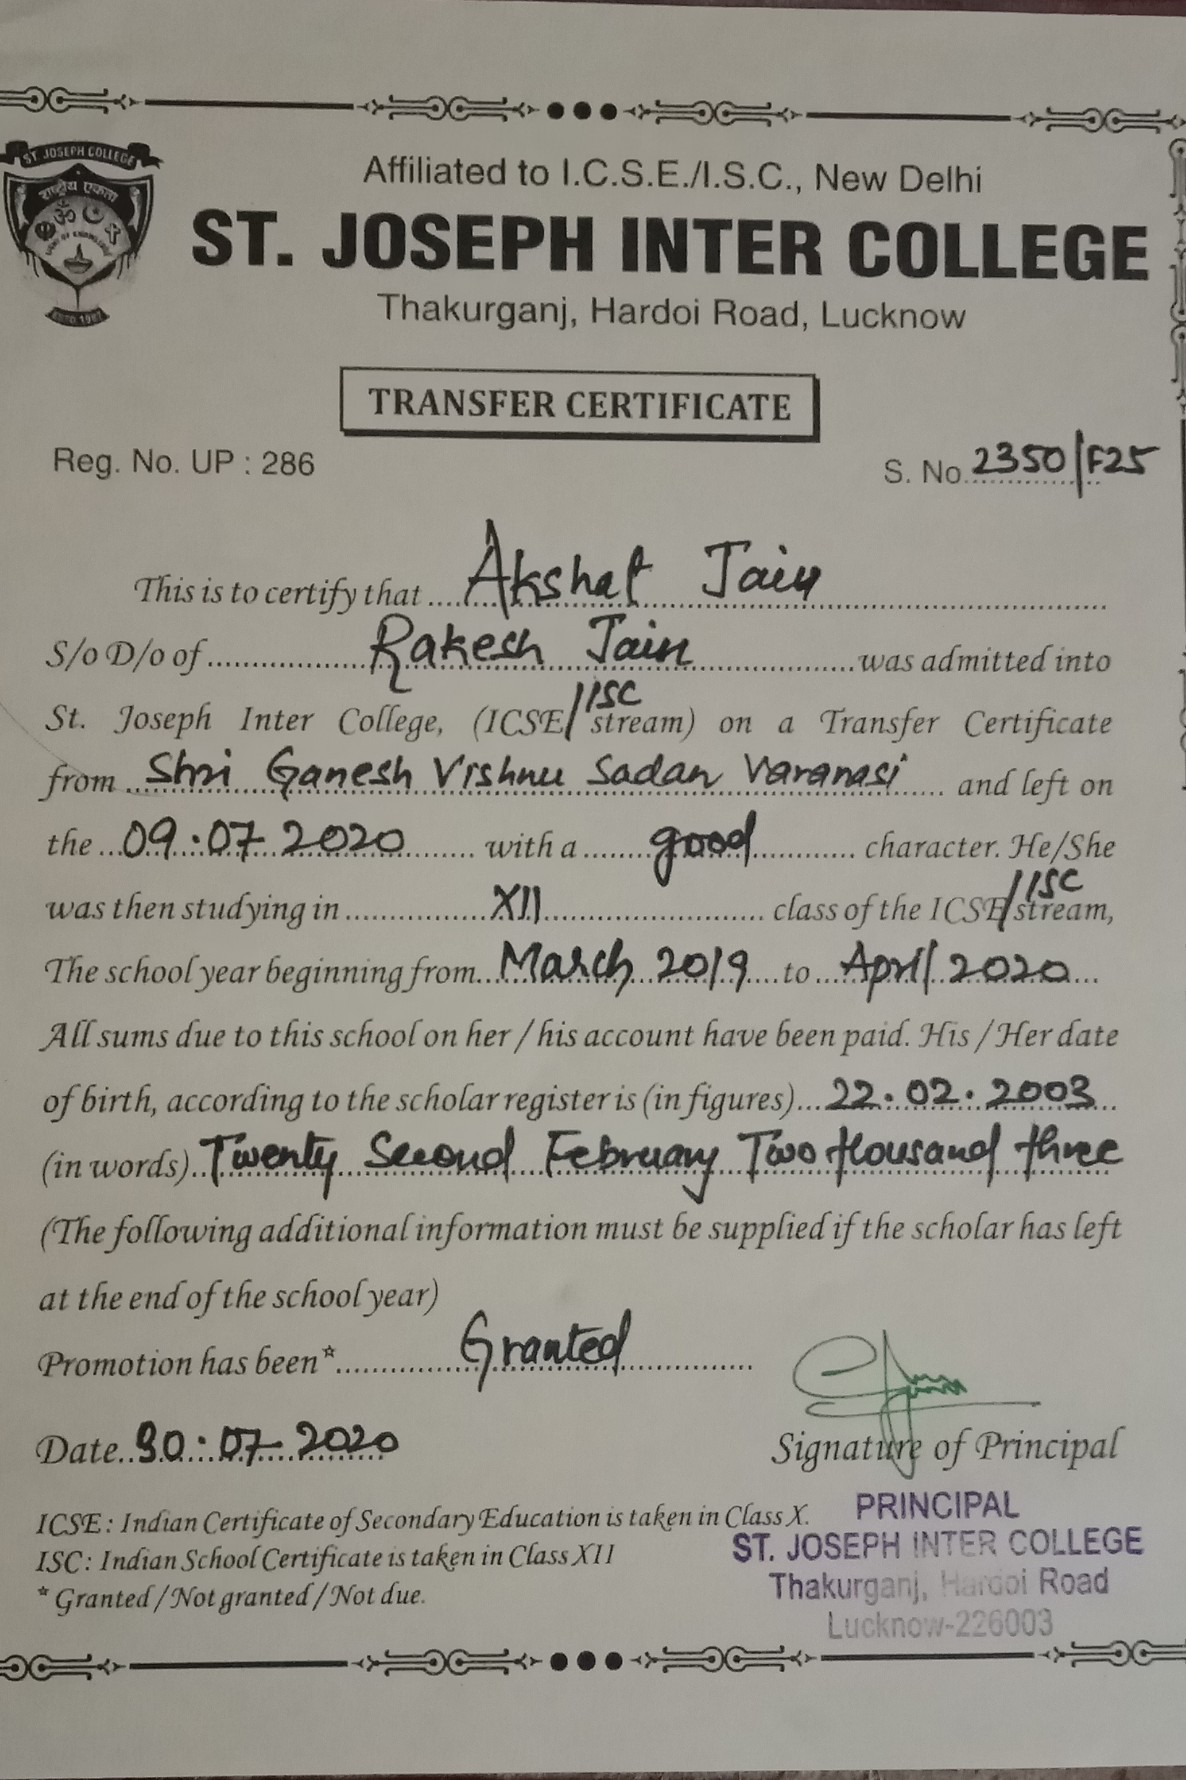 ST. JOSEPH COLLEGE
राष्ट्रीय एकता
ESTD. 1987
Affiliated to I.C.S.E./I.S.C., New Delhi
ST. JOSEPH INTER COLLEGE
Thakurganj, Hardoi Road, Lucknow
TRANSFER CERTIFICATE
Reg. No. UP : 286
S. No. 2350/F25
This is to certify that Akshat Jain
S/o D/o of Rakesh Jain was admitted into
St. Joseph Inter College, (ICSE/ISC stream) on a Transfer Certificate
from Shri Ganesh Vishnu Sadan Varanasi and left on
the 09.07.2020 with a good character. He/She
was then studying in XII class of the ICSE/ISC stream,
The school year beginning from March 2019 to April 2020
All sums due to this school on her / his account have been paid. His / Her date
of birth, according to the scholar register is (in figures) 22.02.2003
(in words) Twenty Second February Two thousand three
(The following additional information must be supplied if the scholar has left
at the end of the school year)
Promotion has been* Granted
Date 30.07.2020
Signature of Principal
ICSE : Indian Certificate of Secondary Education is taken in Class X.
ISC : Indian School Certificate is taken in Class XII
* Granted / Not granted / Not due.
PRINCIPAL
ST. JOSEPH INTER COLLEGE
Thakurganj, Hardoi Road
Lucknow-226003